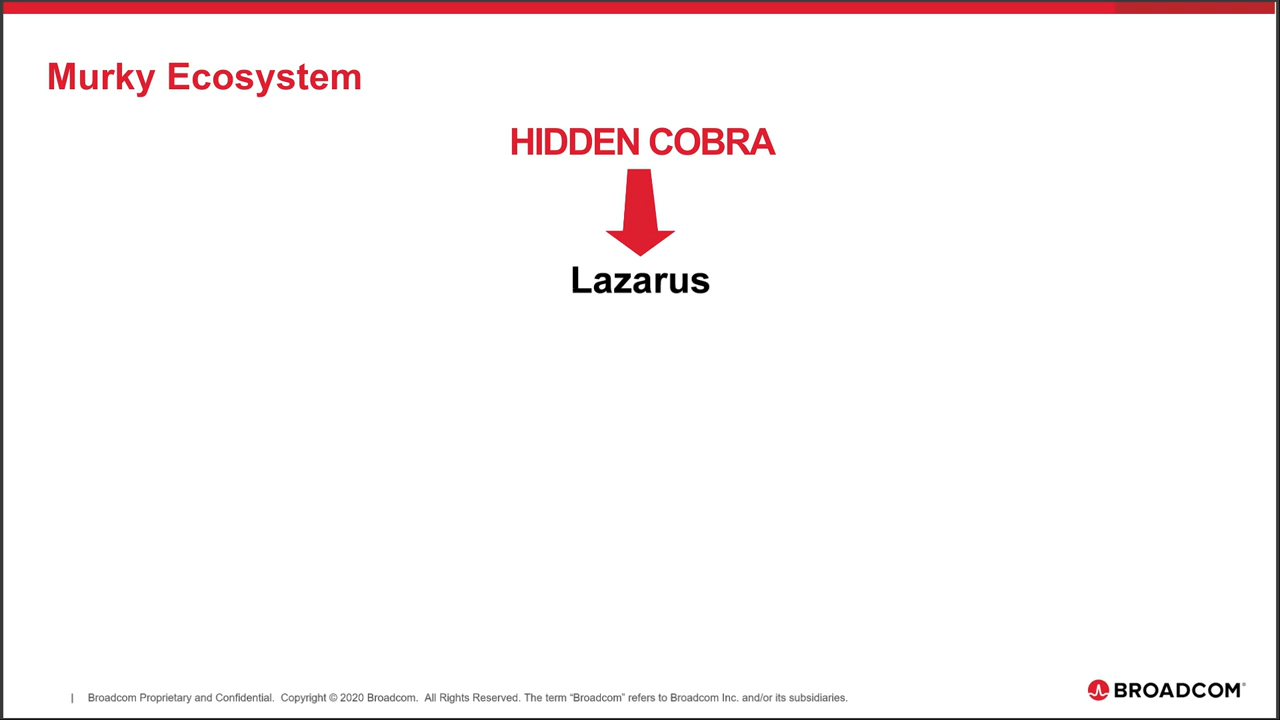 Murky Ecosystem
HIDDEN COBRA
Lazarus
| Broadcom Proprietary and Confidential. Copyright © 2020 Broadcom. All Rights Reserved. The term “Broadcom” refers to Broadcom Inc. and/or its subsidiaries.
BROADCOM®